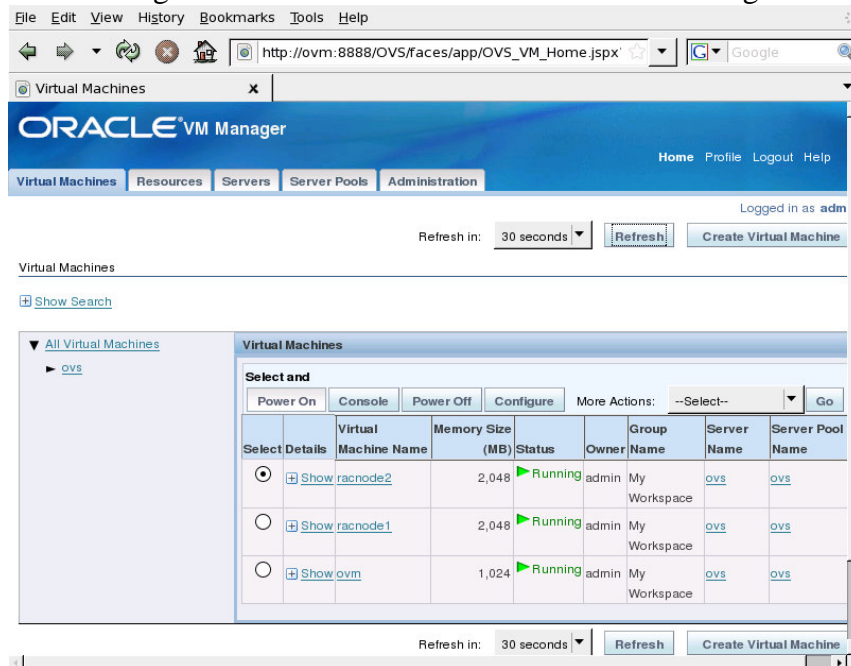 File Edit View History Bookmarks Tools Help
http://ovm:8888/OVS/faces/app/OVS_VM_Home.jspx
G Google
Virtual Machines x
ORACLE VM Manager
Home Profile Logout Help
Virtual Machines Resources Servers Server Pools Administration
Logged in as adm
Refresh in: 30 seconds Refresh Create Virtual Machine
Virtual Machines
Show Search
All Virtual Machines
ovs
Virtual Machines
Select and
Power On Console Power Off Configure More Actions: --Select-- Go
Select Details Virtual Machine Name Memory Size (MB) Status Owner Group Name Server Name Server Pool Name
Show racnode2 2,048 Running admin My Workspace ovs ovs
Show racnode1 2,048 Running admin My Workspace ovs ovs
Show ovm 1,024 Running admin My Workspace ovs ovs
Refresh in: 30 seconds Refresh Create Virtual Machine